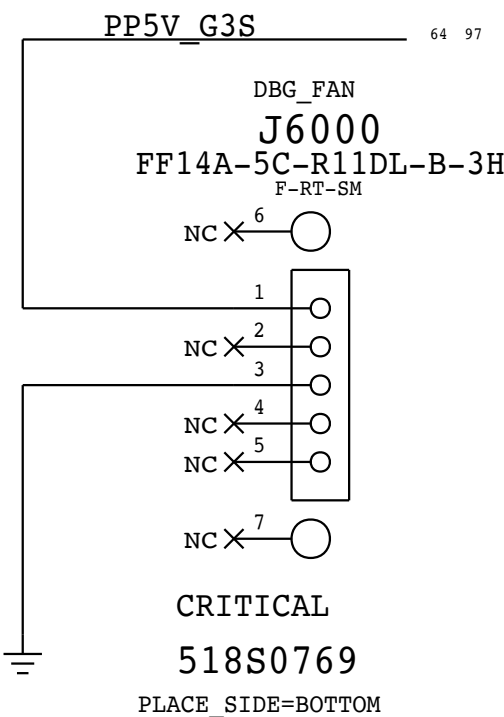 PP5V_G3S
64 97
DBG_FAN
J6000
FF14A-5C-R11DL-B-3H
F-RT-SM
NC 6
1
NC 2
3
NC 4
NC 5
NC 7
CRITICAL
518S0769
PLACE_SIDE=BOTTOM